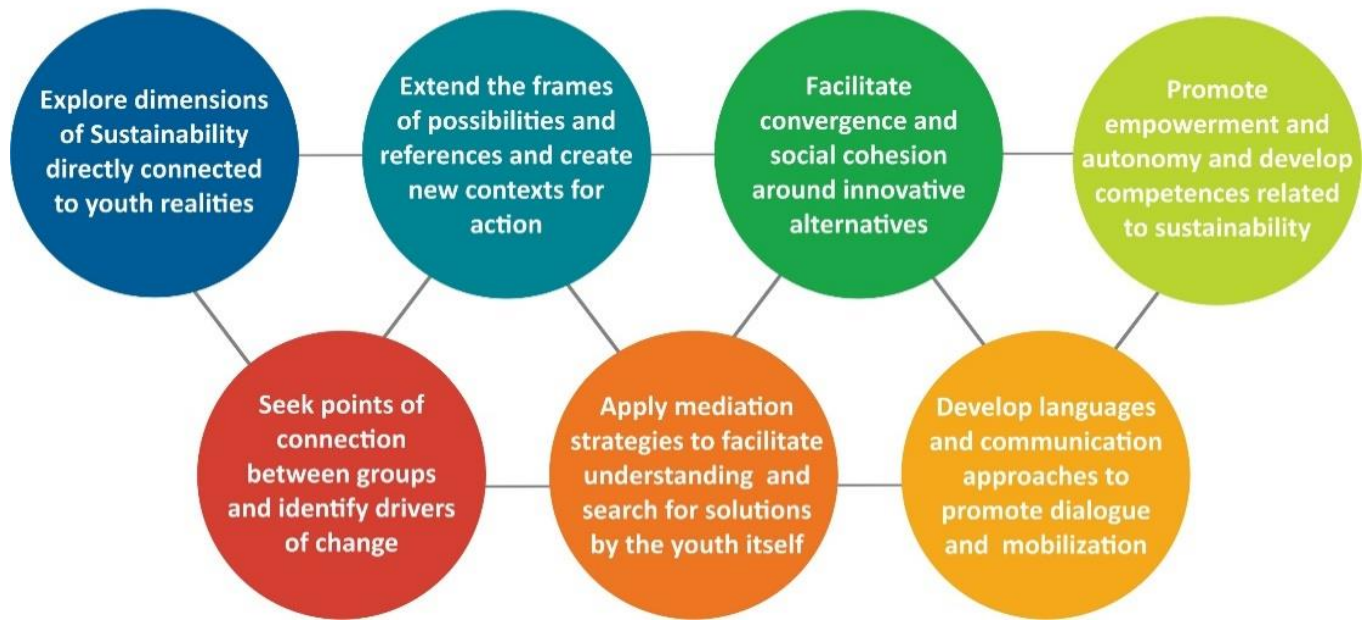 Explore dimensions
of Sustainability
directly connected
to youth realities
Extend the frames
of possibilities and
references and create
new contexts for
action
Facilitate
convergence and
social cohesion
around innovative
alternatives
Promote
empowerment and
autonomy and develop
competences related
to sustainability
Seek points of
connection
between groups
and identify drivers
of change
Apply mediation
strategies to facilitate
understanding and
search for solutions
by the youth itself
Develop languages
and communication
approaches to
promote dialogue
and mobilization